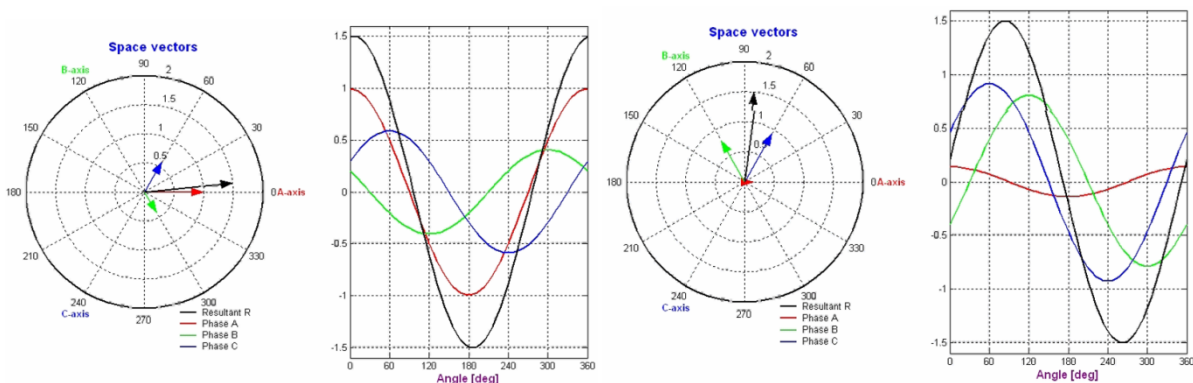 Space vectors
90
120
60
150
30
180
0
210
330
240
300
270
0.5
1
1.5
2
B-axis
A-axis
C-axis
Resultant R
Phase A
Phase B
Phase C
1.5
1
0.5
0
-0.5
-1
-1.5
0 60 120 180 240 300 360
Angle [deg]
Space vectors
90
120
60
150
30
180
0
210
330
240
300
270
0.5
1
1.5
2
B-axis
A-axis
C-axis
Resultant R
Phase A
Phase B
Phase C
1.5
1
0.5
0
-0.5
-1
-1.5
0 60 120 180 240 300 360
Angle [deg]